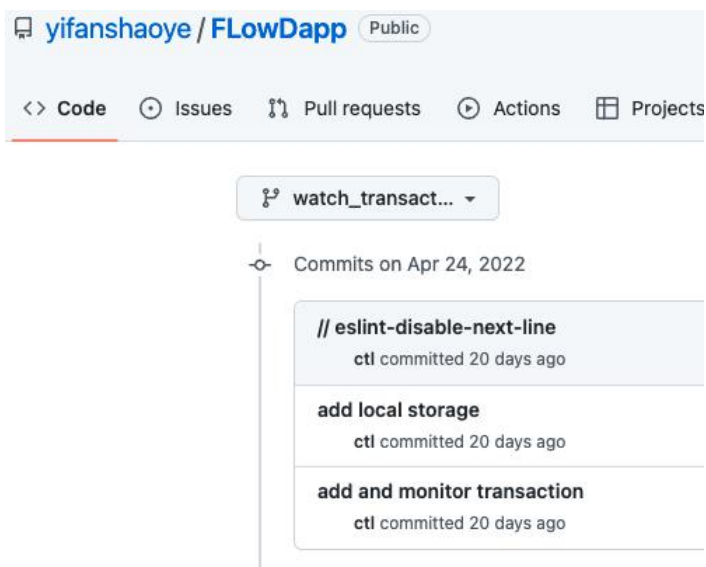 yifanshaoye / FLowDapp Public
<> Code Issues Pull requests Actions Projects
watch_transact...
Commits on Apr 24, 2022
// eslint-disable-next-line
ctl committed 20 days ago
add local storage
ctl committed 20 days ago
add and monitor transaction
ctl committed 20 days ago